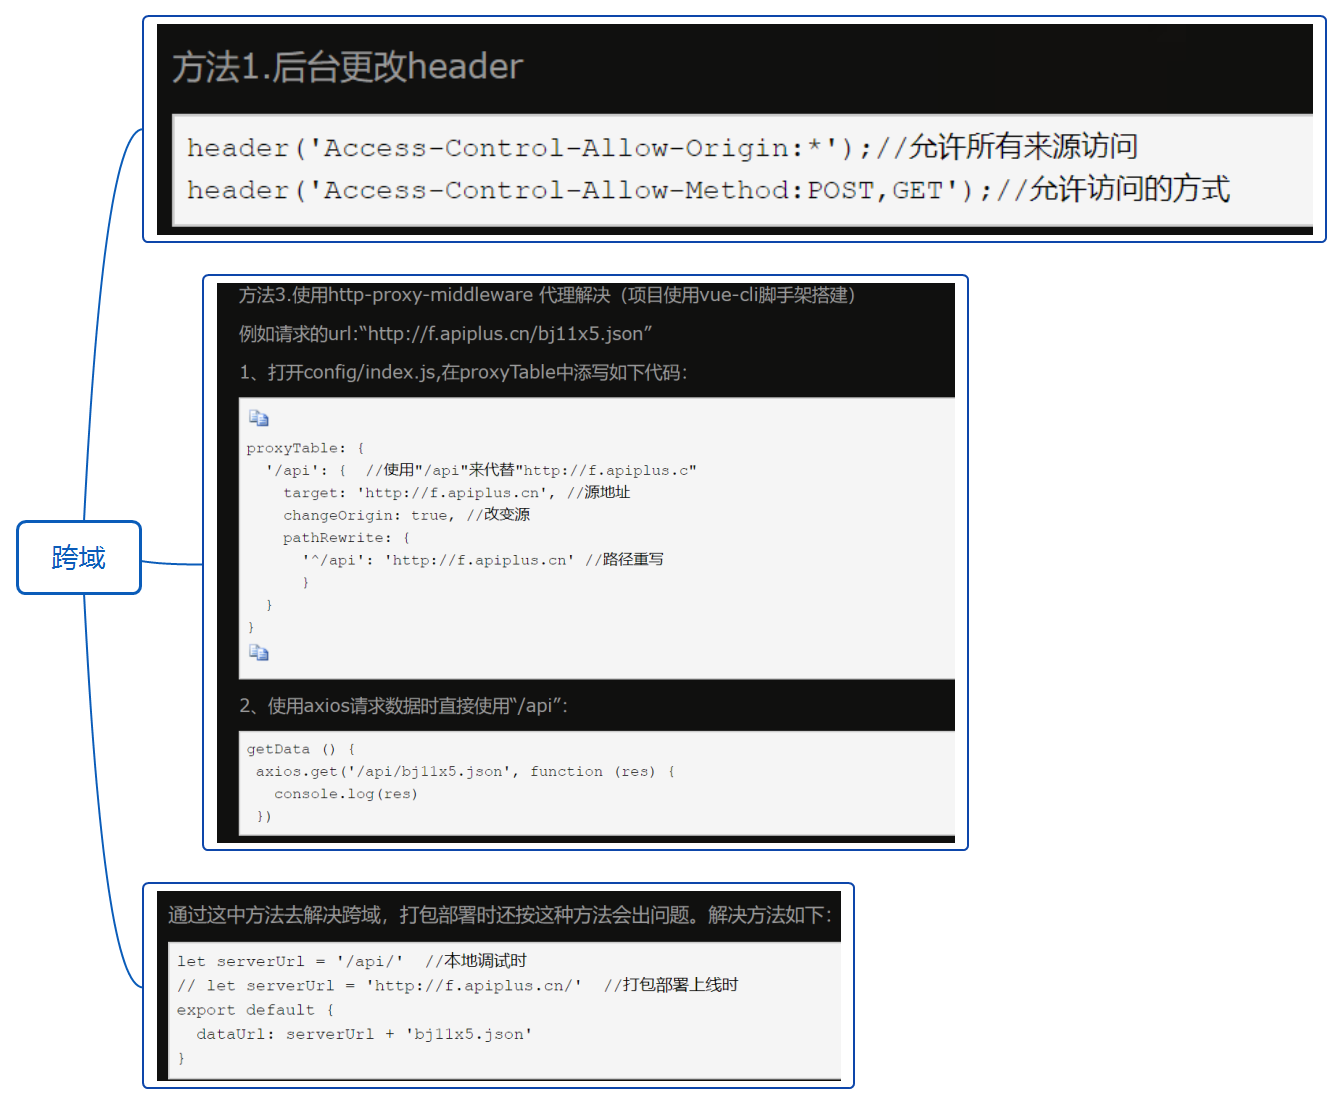 方法1.后台更改header
header('Access-Control-Allow-Origin:*');//允许所有来源访问
header('Access-Control-Allow-Method:POST,GET');//允许访问的方式
方法3.使用http-proxy-middleware 代理解决（项目使用vue-cli脚手架搭建）
例如请求的url:“http://f.apiplus.cn/bj11x5.json”
1、打开config/index.js,在proxyTable中添写如下代码：
proxyTable: {
'/api': {  //使用"/api"来代替"http://f.apiplus.c"
target: 'http://f.apiplus.cn', //源地址
changeOrigin: true, //改变源
pathRewrite: {
'^/api': 'http://f.apiplus.cn' //路径重写
}
}
}
2、使用axios请求数据时直接使用“/api”：
getData () {
axios.get('/api/bj11x5.json', function (res) {
console.log(res)
})
跨域
通过这中方法去解决跨域，打包部署时还按这种方法会出问题。解决方法如下：
let serverUrl = '/api/'  //本地调试时
// let serverUrl = 'http://f.apiplus.cn/'  //打包部署上线时
export default {
dataUrl: serverUrl + 'bj11x5.json'
}